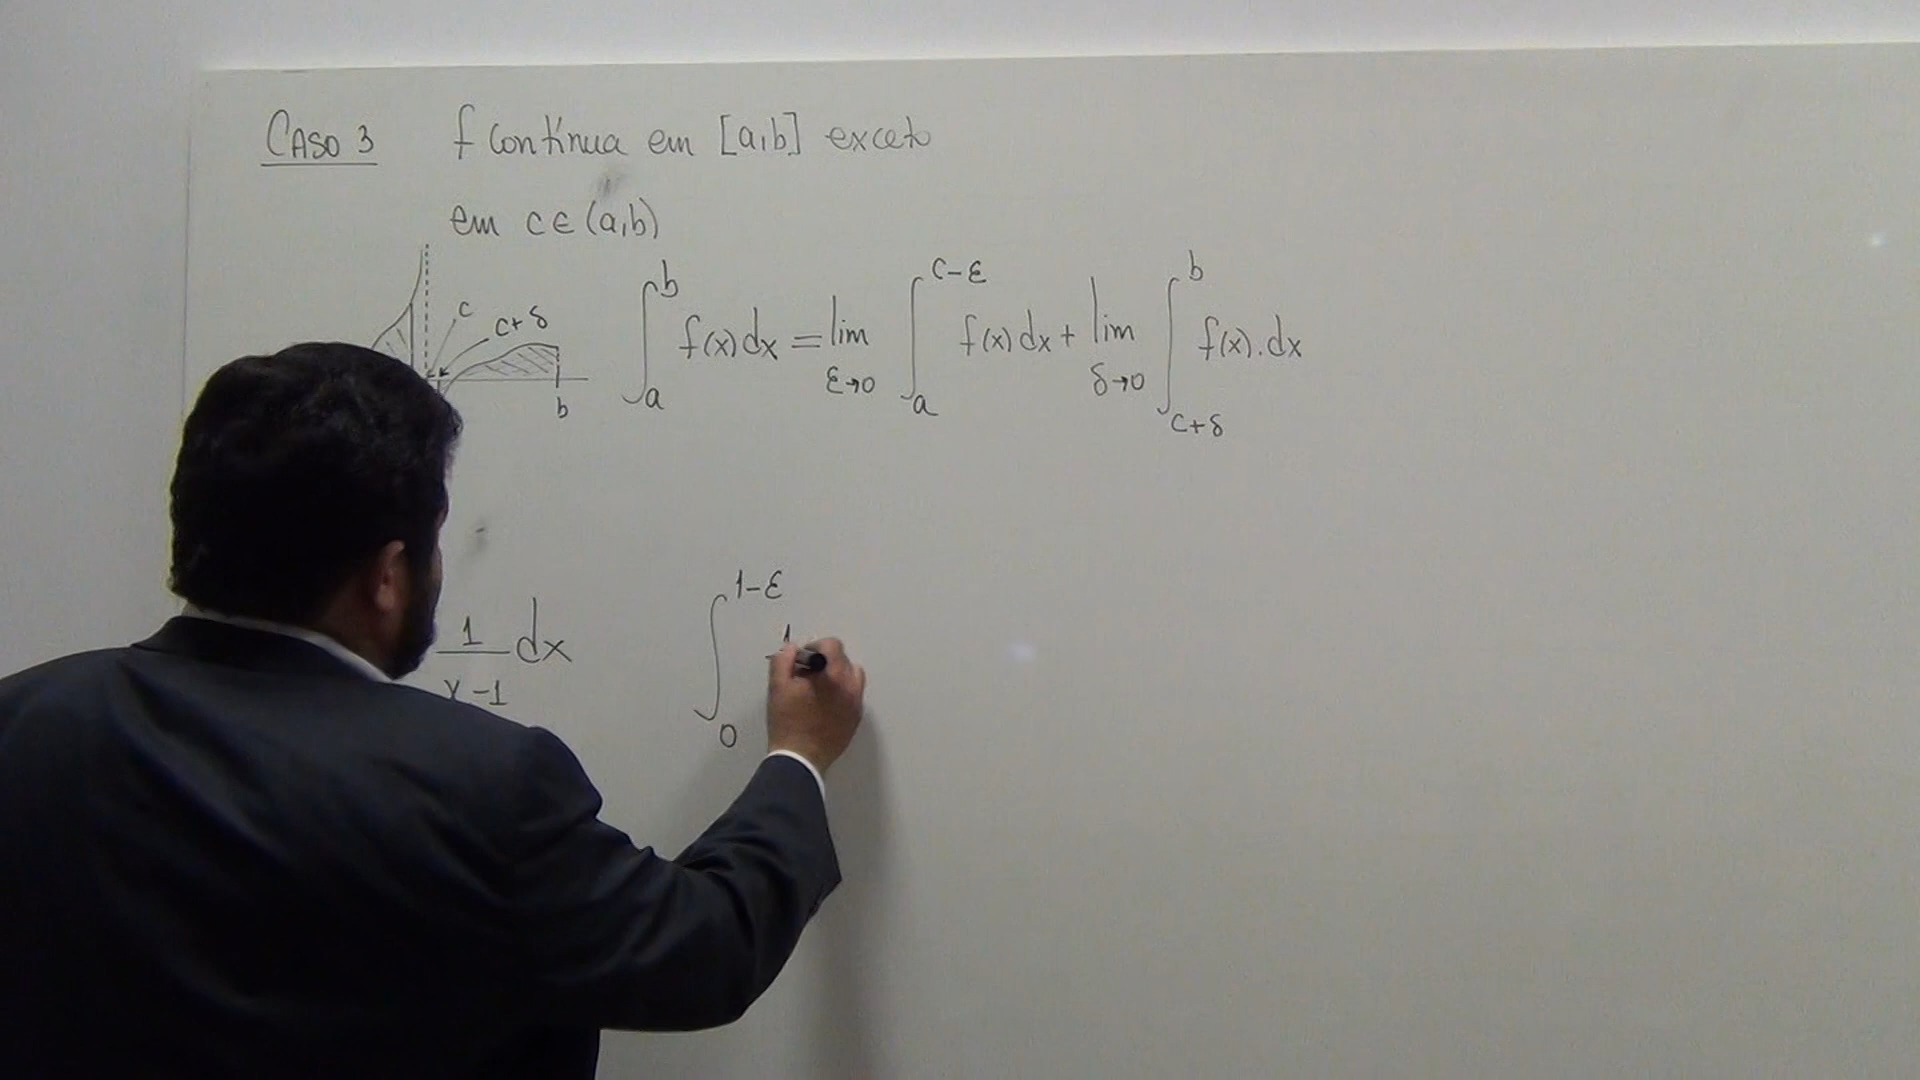 CASO 3 f contínua em [a,b] exceto
em c ∈ (a,b)
c
c+δ
b
∫_a^b f(x) dx = lim_{ε→0} ∫_a^{c-ε} f(x) dx + lim_{δ→0} ∫_{c+δ}^b f(x).dx
1/(x-1) dx ∫_0^{1-ε} 1